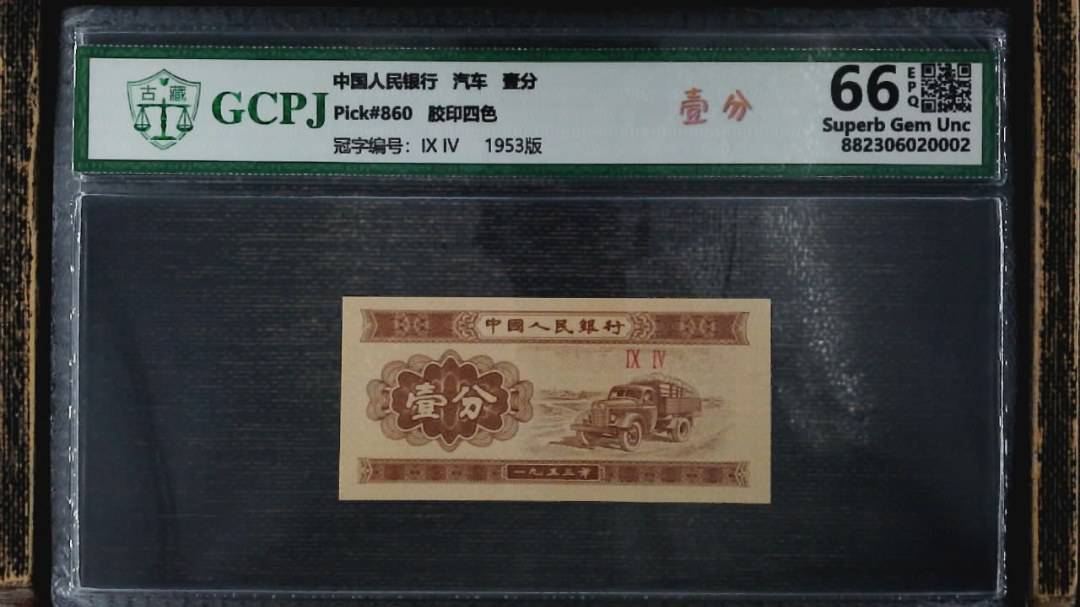 古藏
GCPJ
中国人民银行 汽车 壹分
Pick#860 胶印四色
冠字编号：IX IV 1953版
壹分
66 EPQ
Superb Gem Unc
882306020002
中國人民銀行
IX IV
壹分
一九五三年